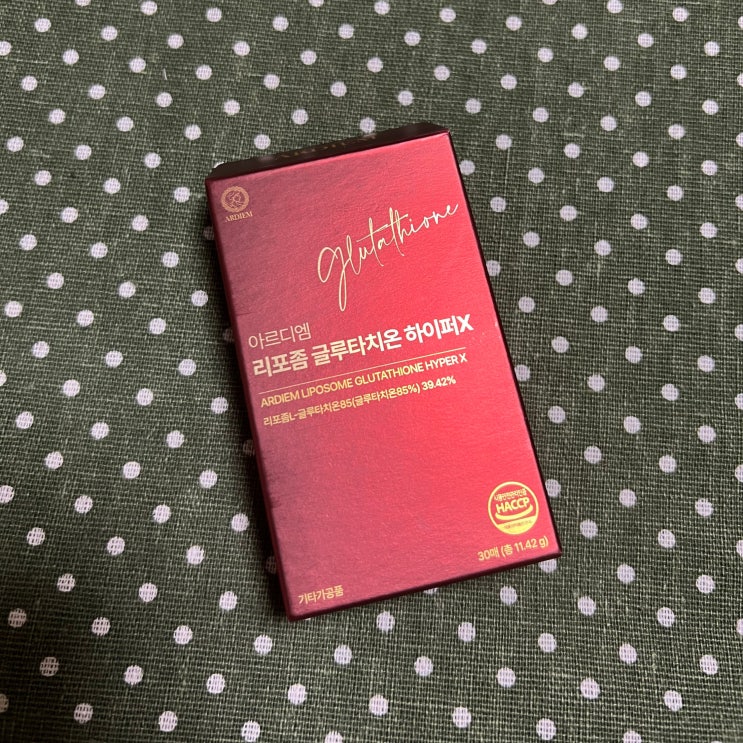 ARDIEM
Glutathione
아르디엠
리포좀 글루타치온 하이퍼X
ARDIEM LIPOSOME GLUTATHIONE HYPER X
리포좀L-글루타치온85(글루타치온85%) 39.42%
HACCP
30매 (총 11.42 g)
기타가공품